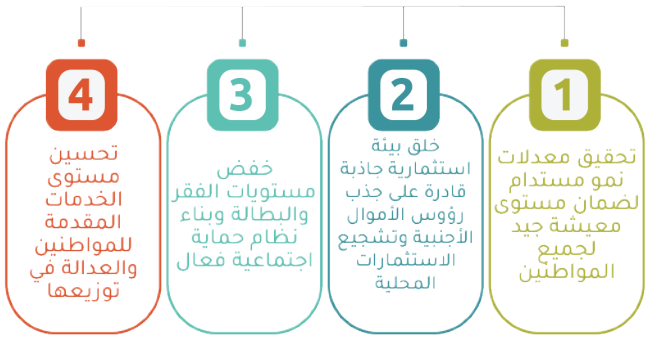 1
تحقيق معدلات
نمو مستدام
لضمان مستوى
معيشة جيد
لجميع
المواطنين
2
خلق بيئة
استثمارية جاذبة
قادرة على جذب
رؤوس الأموال
الأجنبية وتشجيع
الاستثمارات
المحلية
3
خفض
مستويات الفقر
والبطالة وبناء
نظام حماية
اجتماعية فعال
4
تحسين
مستوى
الخدمات
المقدمة
للمواطنين
والعدالة في
توزيعها